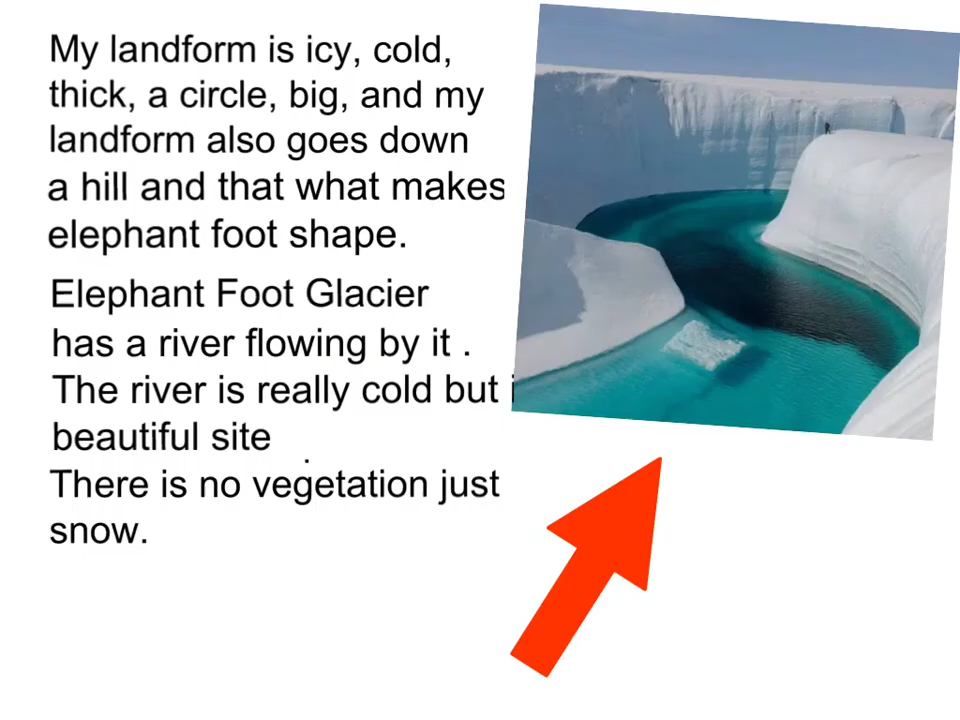 My landform is icy, cold,
thick, a circle, big, and my
landform also goes down
a hill and that what makes
elephant foot shape.
Elephant Foot Glacier
has a river flowing by it .
The river is really cold but
beautiful site
.
There is no vegetation just
snow.